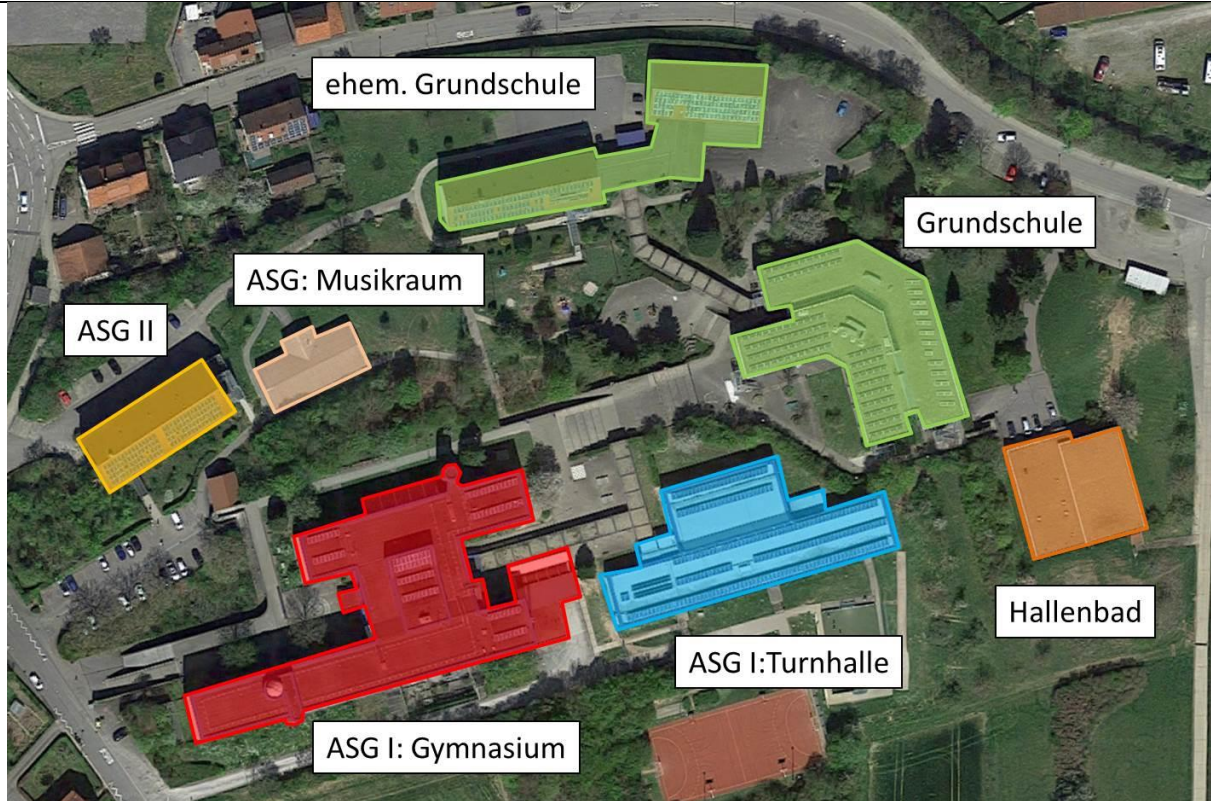 ehem. Grundschule
Grundschule
ASG: Musikraum
ASG II
Hallenbad
ASG I:Turnhalle
ASG I: Gymnasium